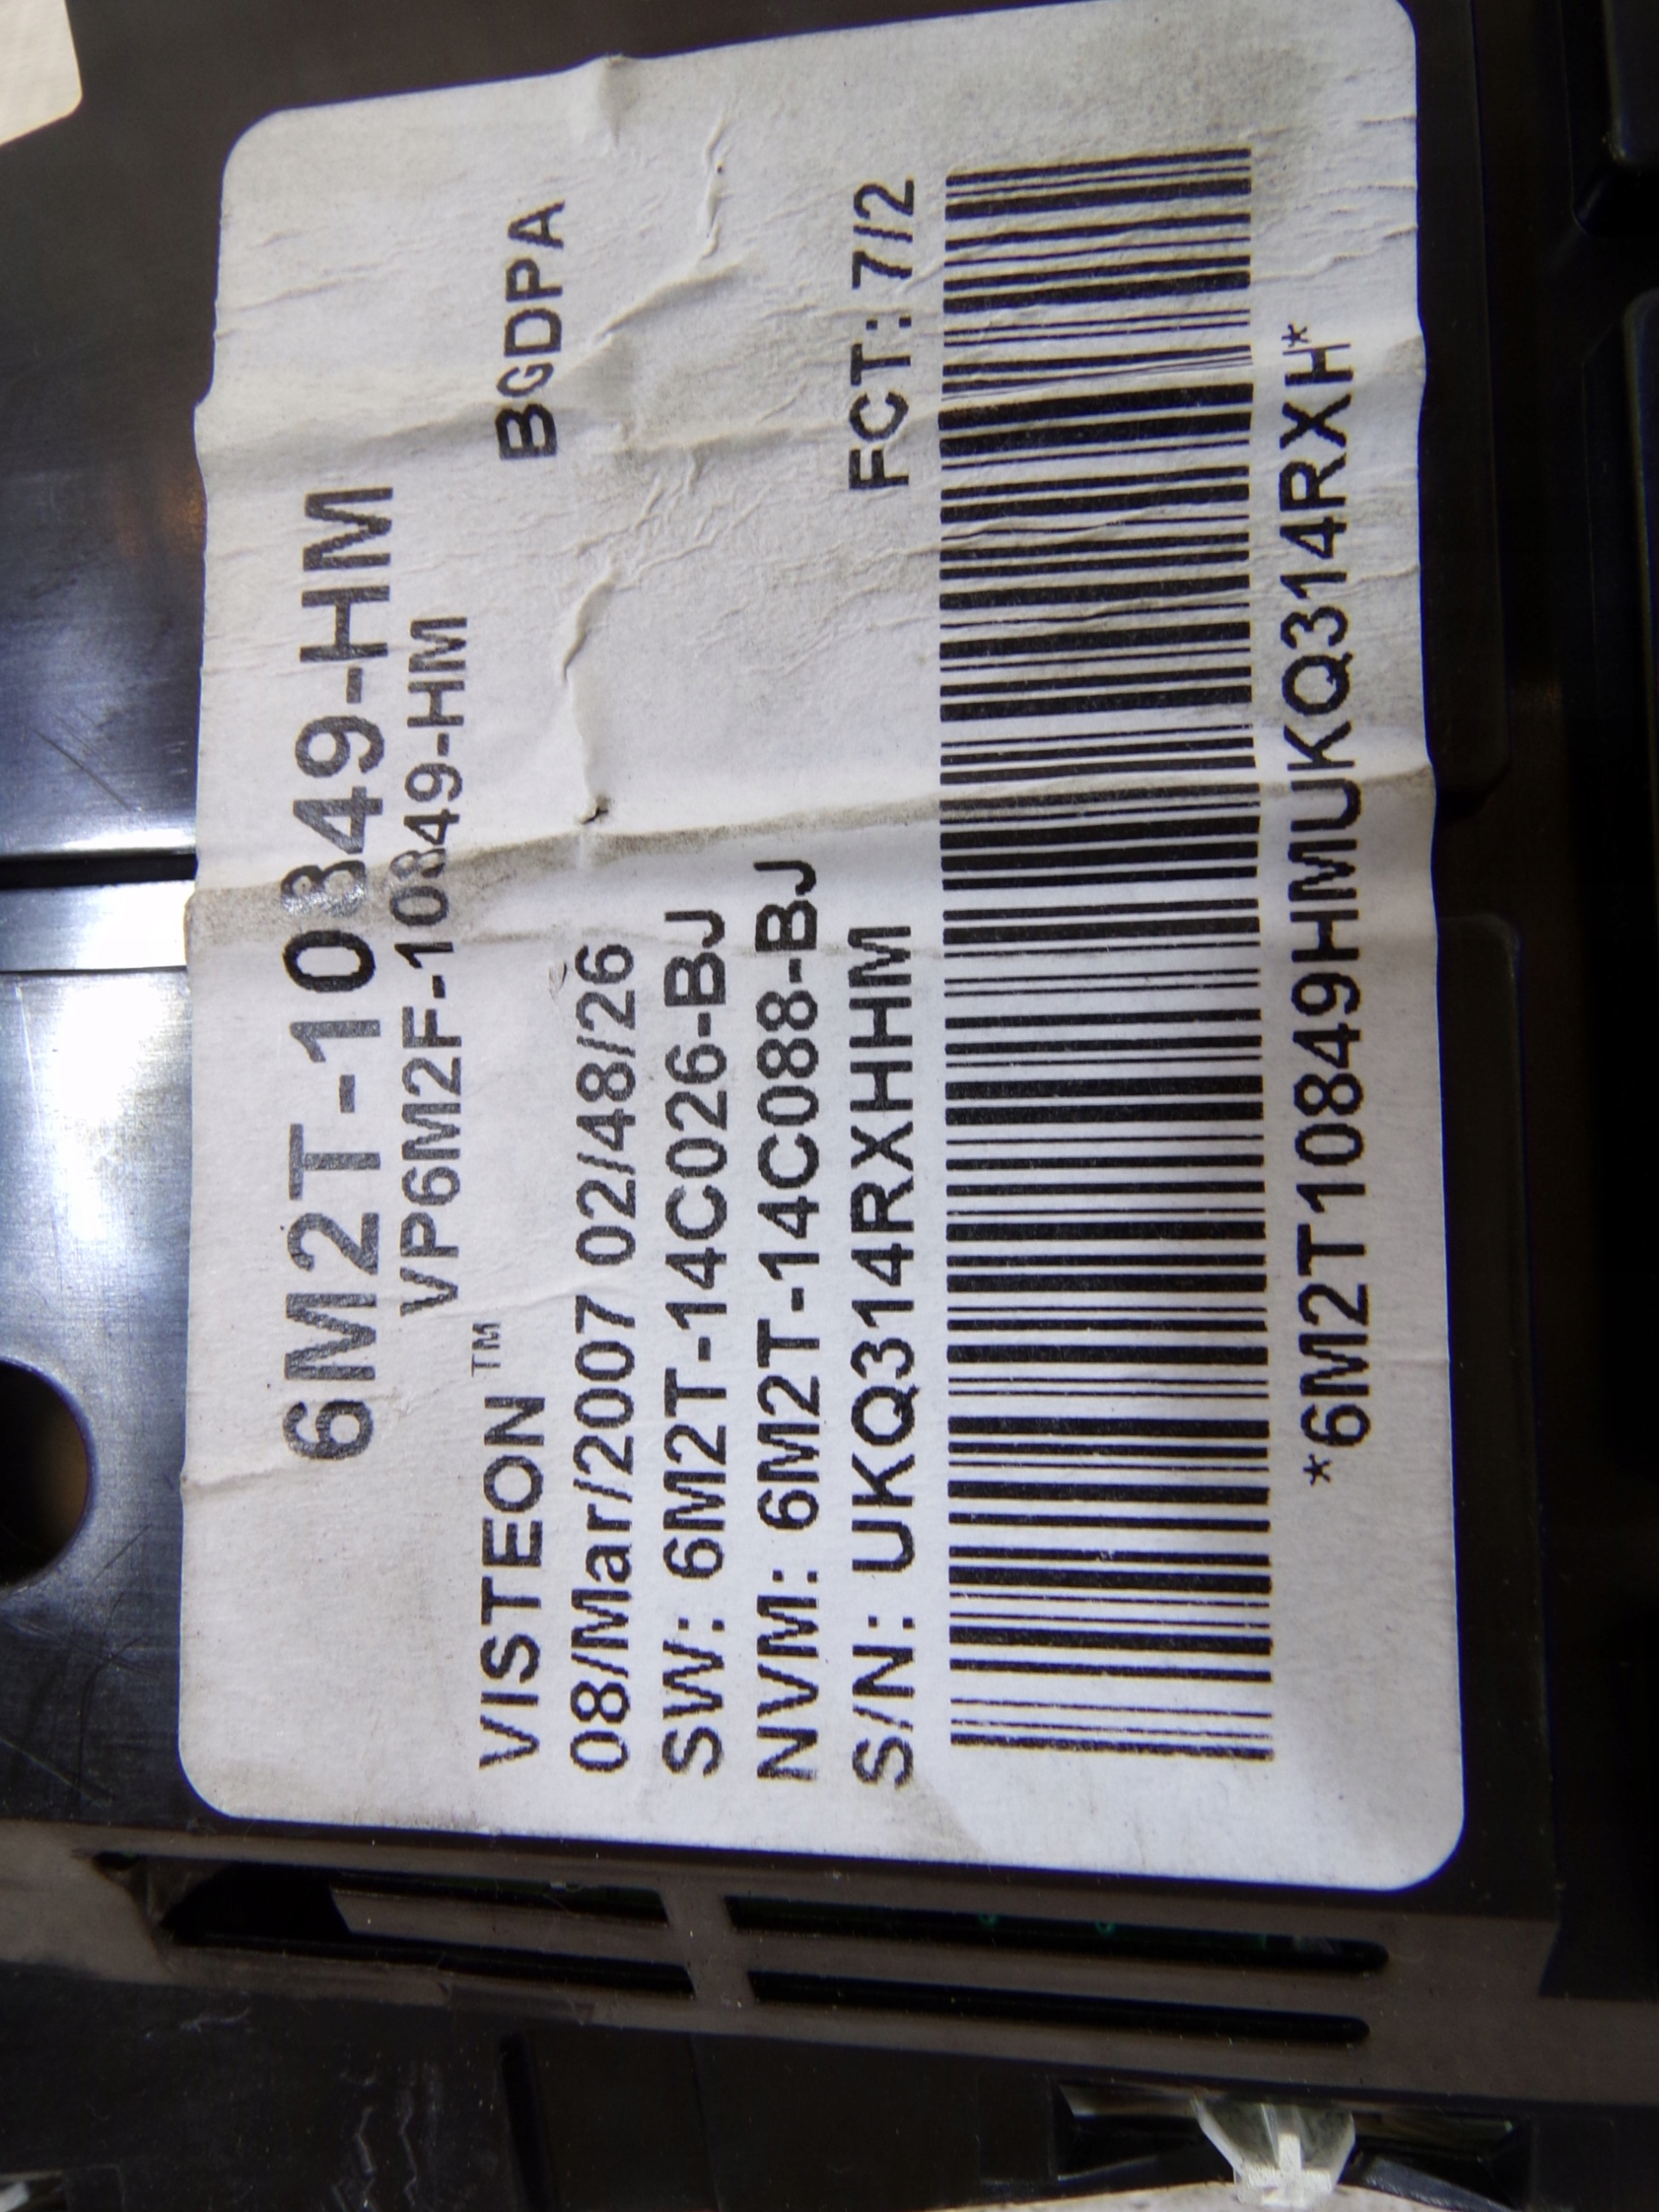 6M2T-10849-HM
VP6M2F-10849-HM
VISTEON™ BGDPA
08/Mar/2007 02/48/26
SW: 6M2T-14C026-BJ
NVM: 6M2T-14C088-BJ
S/N: UKQ314RXHHM FCT: 7/2
*6M2T10849HMUKQ314RXH*